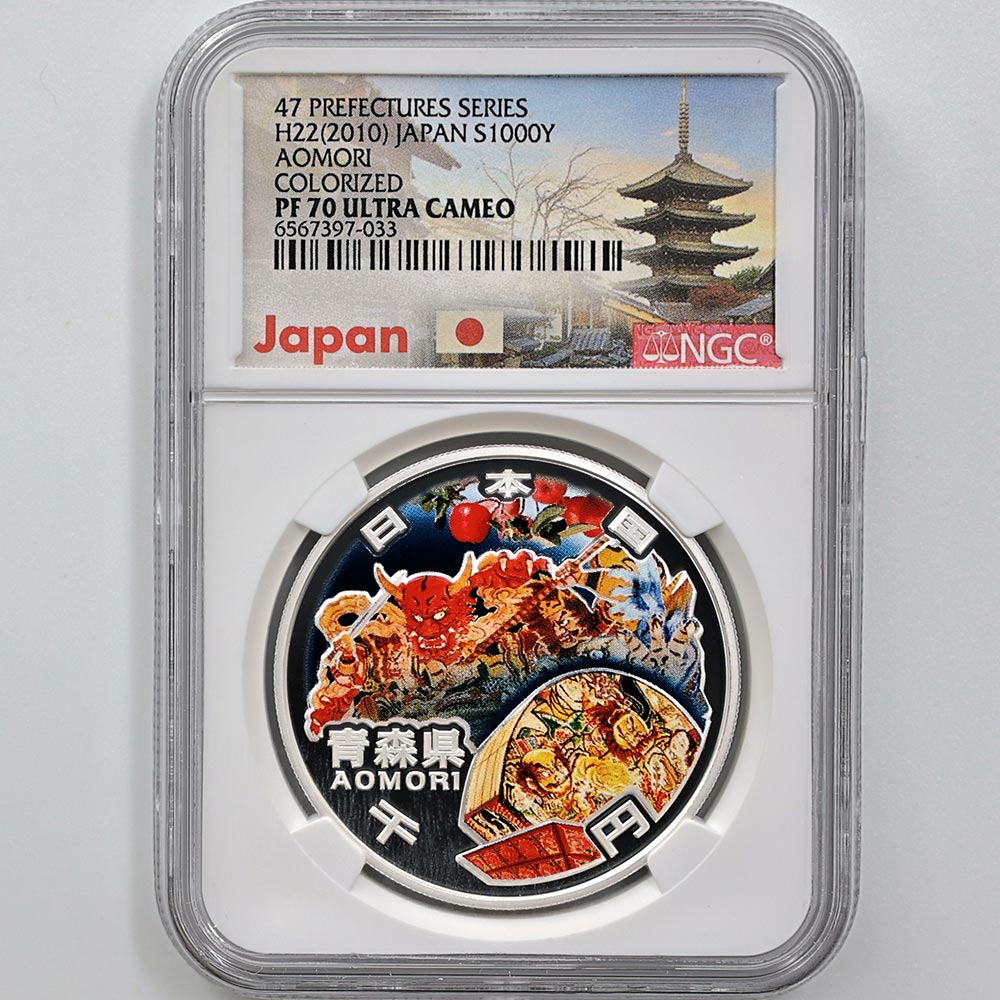 47 PREFECTURES SERIES
H22(2010) JAPAN S1000Y
AOMORI
COLORIZED
PF 70 ULTRA CAMEO
6567397-033
Japan
NGC®
日本国
青森県
AOMORI
千円